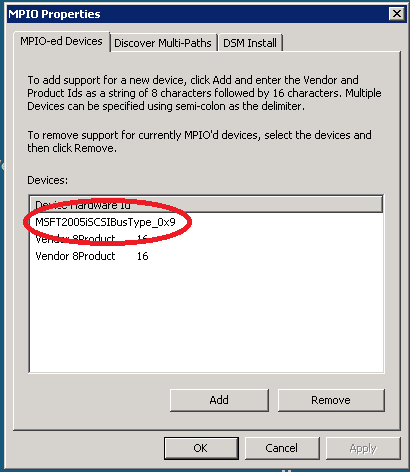 MPIO Properties
MPIO-ed Devices Discover Multi-Paths DSM Install
To add support for a new device, click Add and enter the Vendor and
Product Ids as a string of 8 characters followed by 16 characters. Multiple
Devices can be specified using semi-colon as the delimiter.
To remove support for currently MPIO'd devices, select the devices and
then click Remove.
Devices:
Device Hardware Id
MSFT2005iSCSIBusType_0x9
Vendor 8Product 16
Vendor 8Product 16
Add Remove
OK Cancel Apply